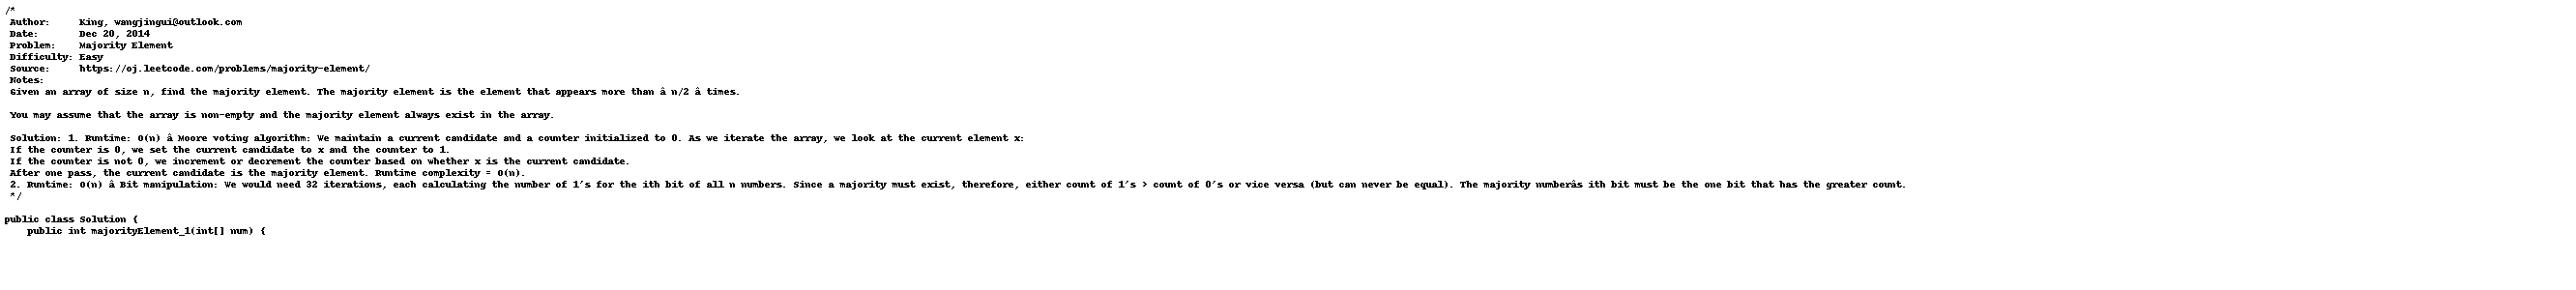 /*
 Author:     King, wangjingui@outlook.com
 Date:       Dec 20, 2014
 Problem:    Majority Element
 Difficulty: Easy
 Source:     https://oj.leetcode.com/problems/majority-element/
 Notes:
 Given an array of size n, find the majority element. The majority element is the element that appears more than â n/2 â times.

 You may assume that the array is non-empty and the majority element always exist in the array.

 Solution: 1. Runtime: O(n) â Moore voting algorithm: We maintain a current candidate and a counter initialized to 0. As we iterate the array, we look at the current element x:
 If the counter is 0, we set the current candidate to x and the counter to 1.
 If the counter is not 0, we increment or decrement the counter based on whether x is the current candidate.
 After one pass, the current candidate is the majority element. Runtime complexity = O(n).
 2. Runtime: O(n) â Bit manipulation: We would need 32 iterations, each calculating the number of 1's for the ith bit of all n numbers. Since a majority must exist, therefore, either count of 1's > count of 0's or vice versa (but can never be equal). The majority numberâs ith bit must be the one bit that has the greater count.
 */

public class Solution {
    public int majorityElement_1(int[] num) {